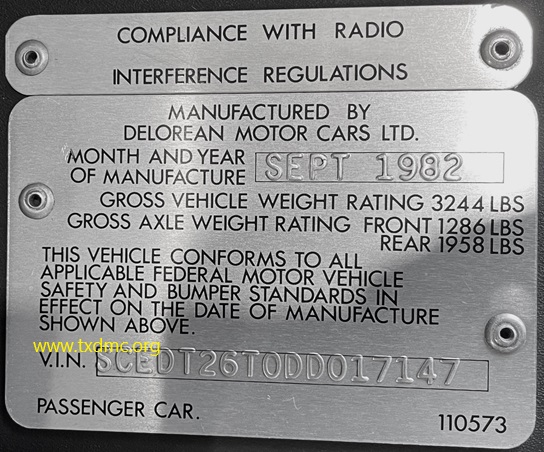 COMPLIANCE WITH RADIO
INTERFERENCE REGULATIONS
MANUFACTURED BY
DELOREAN MOTOR CARS LTD.
MONTH AND YEAR
OF MANUFACTURE SEPT 1982
GROSS VEHICLE WEIGHT RATING 3244 LBS
GROSS AXLE WEIGHT RATING FRONT 1286 LBS
REAR 1958 LBS
THIS VEHICLE CONFORMS TO ALL
APPLICABLE FEDERAL MOTOR VEHICLE
SAFETY AND BUMPER STANDARDS IN
EFFECT ON THE DATE OF MANUFACTURE
SHOWN ABOVE.
www.txdmc.org
V.I.N. SCEDT26T0DD017147
PASSENGER CAR. 110573